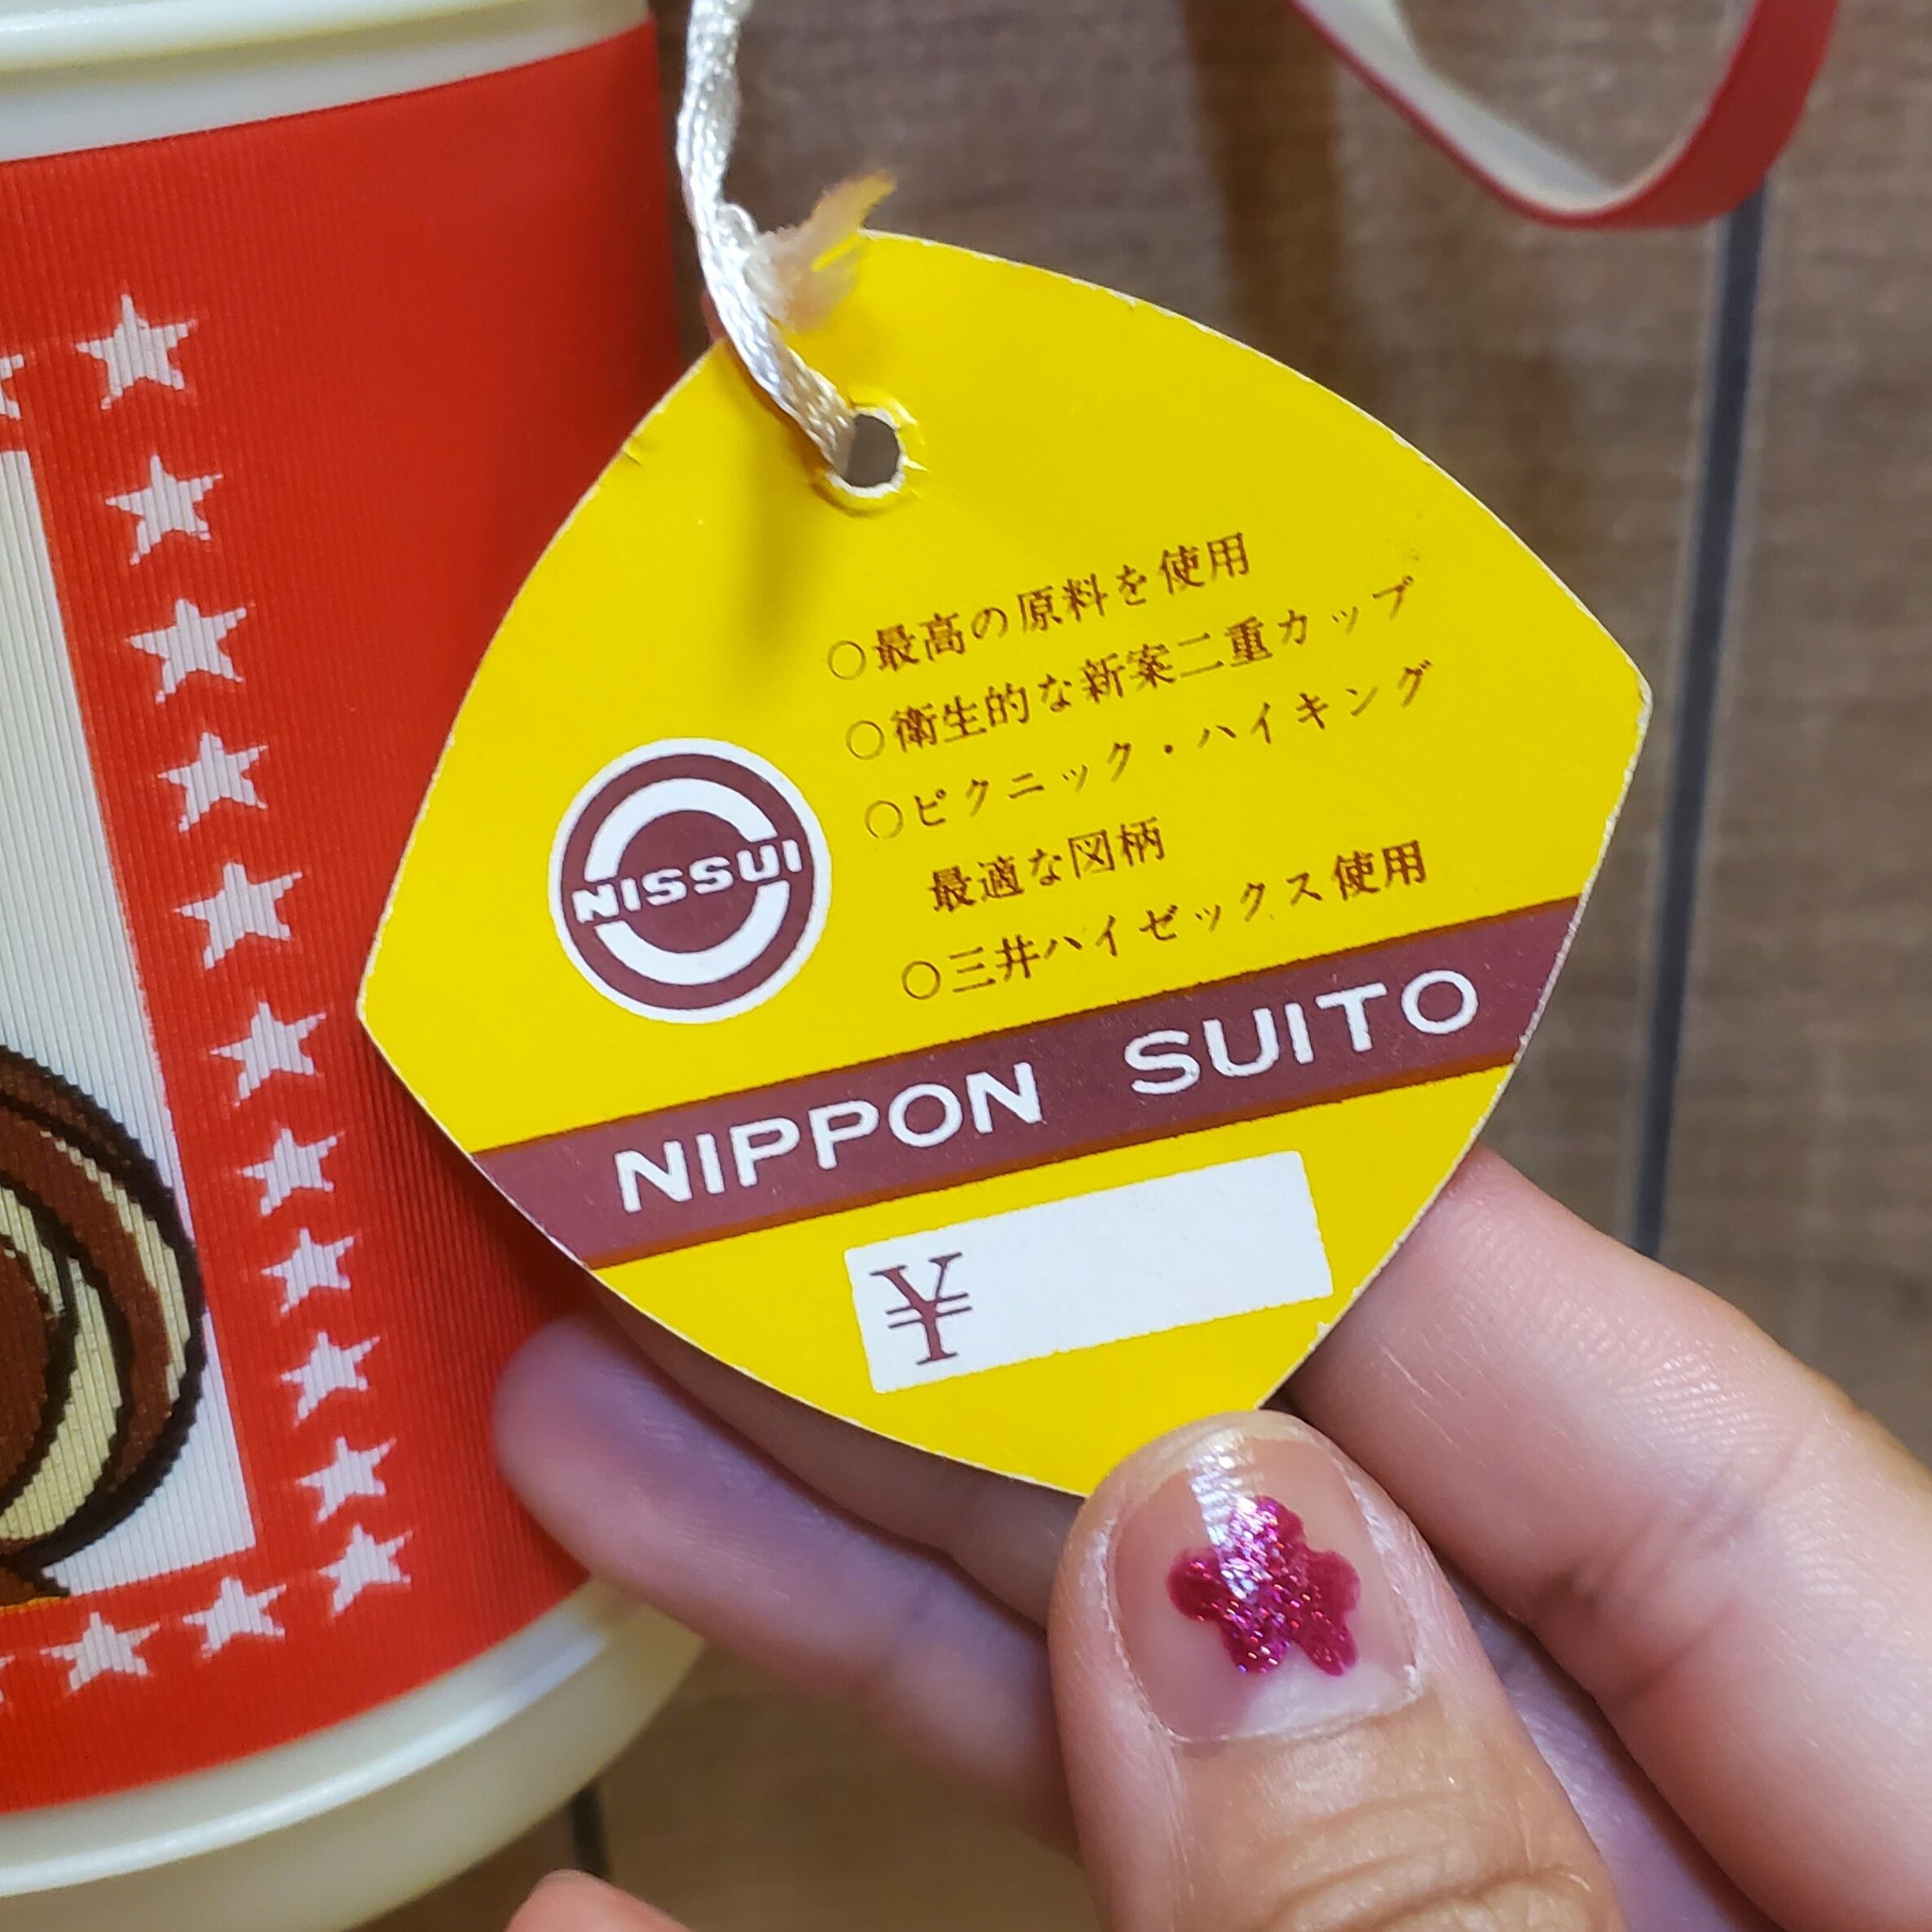 ○最高の原料を使用
○衛生的な新案二重カップ
○ピクニック・ハイキング
最適な図柄
○三井ハイゼックス使用
NISSUI
NIPPON SUITO
¥